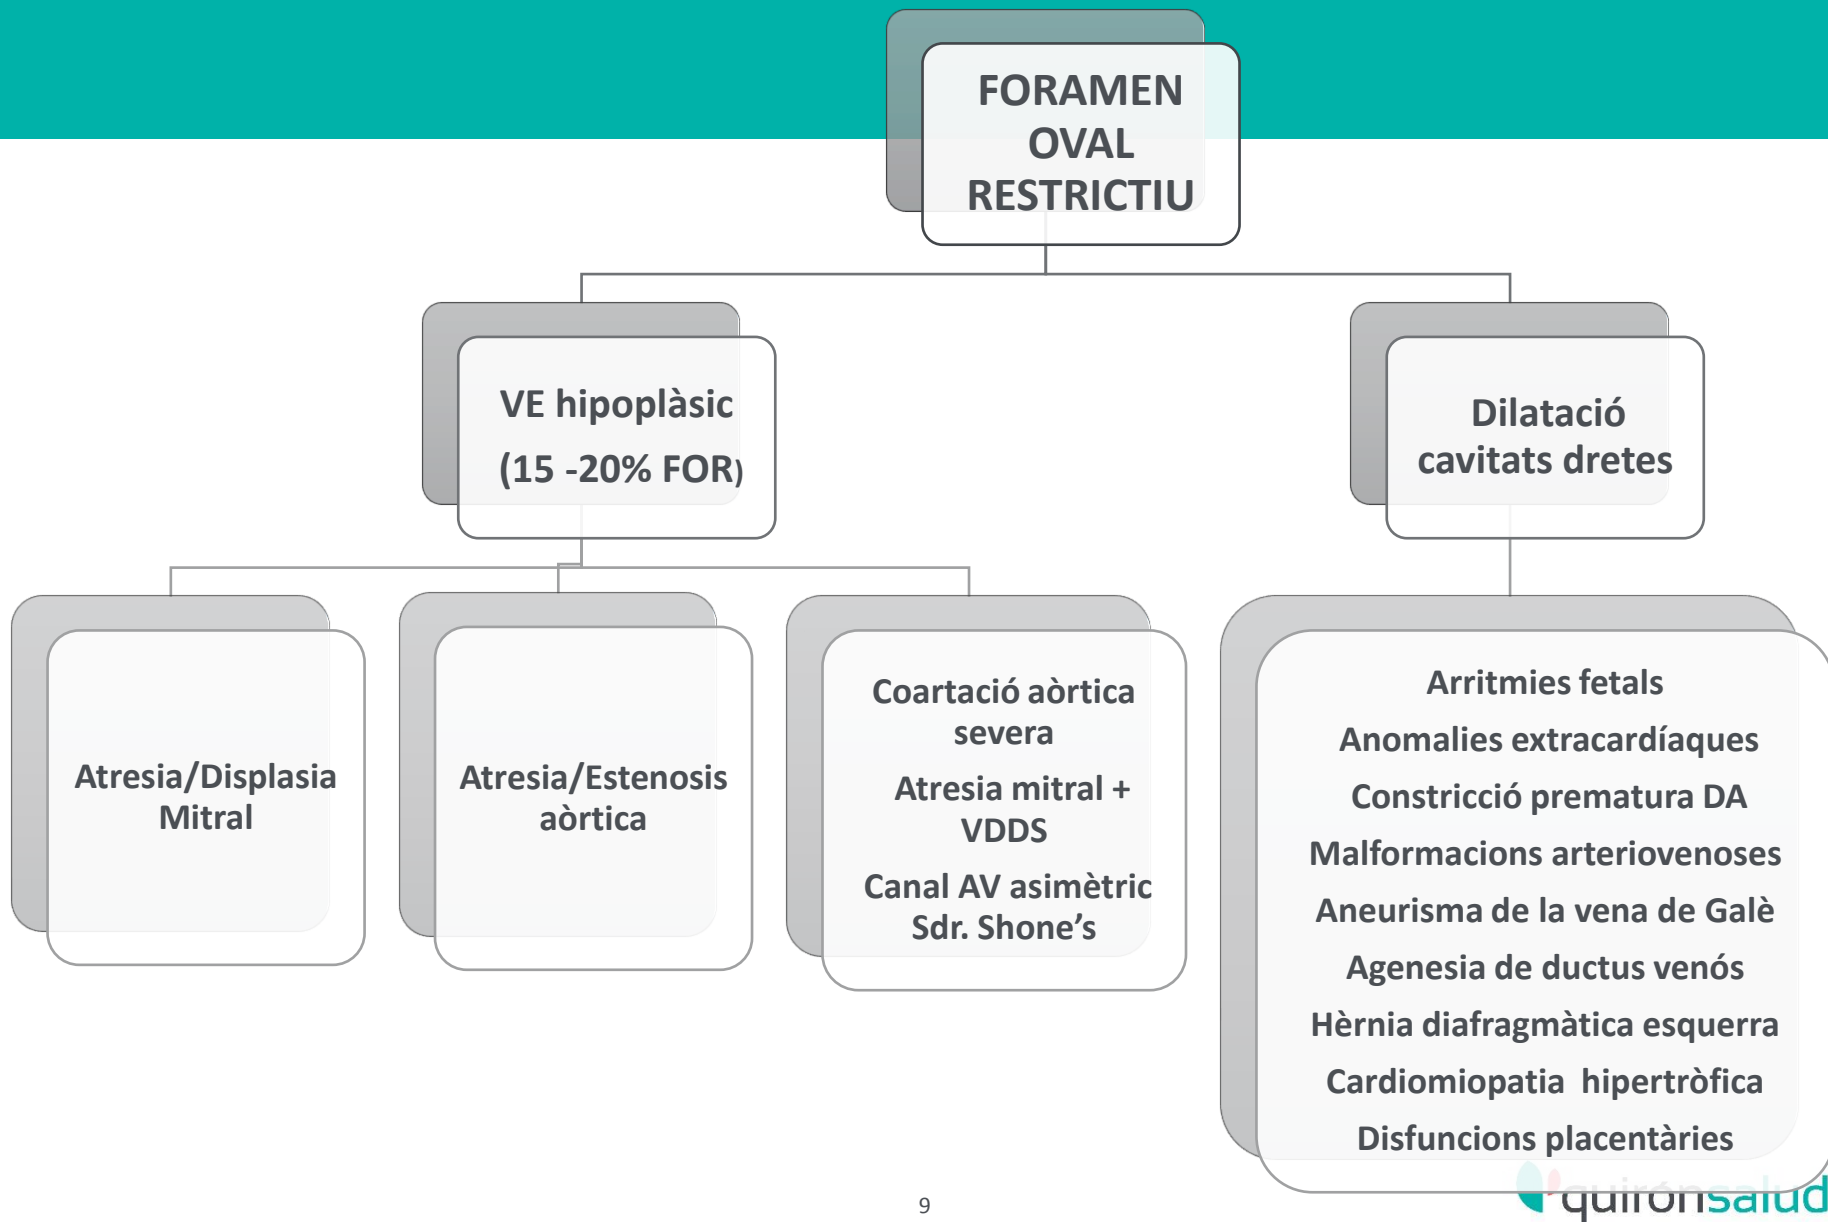 FORAMEN
OVAL
RESTRICTIU
VE hipoplàsic
(15 -20% FOR)
Dilatació
cavitats dretes
Atresia/Displasia
Mitral
Atresia/Estenosis
aòrtica
Coartació aòrtica
severa
Atresia mitral +
VDDS
Canal AV asimètric
Sdr. Shone’s
Arritmies fetals
Anomalies extracardíaques
Constricció prematura DA
Malformacions arteriovenoses
Aneurisma de la vena de Galè
Agenesia de ductus venós
Hèrnia diafragmàtica esquerra
Cardiomiopatia  hipertròfica
Disfuncions placentàries
9
quirónsalud